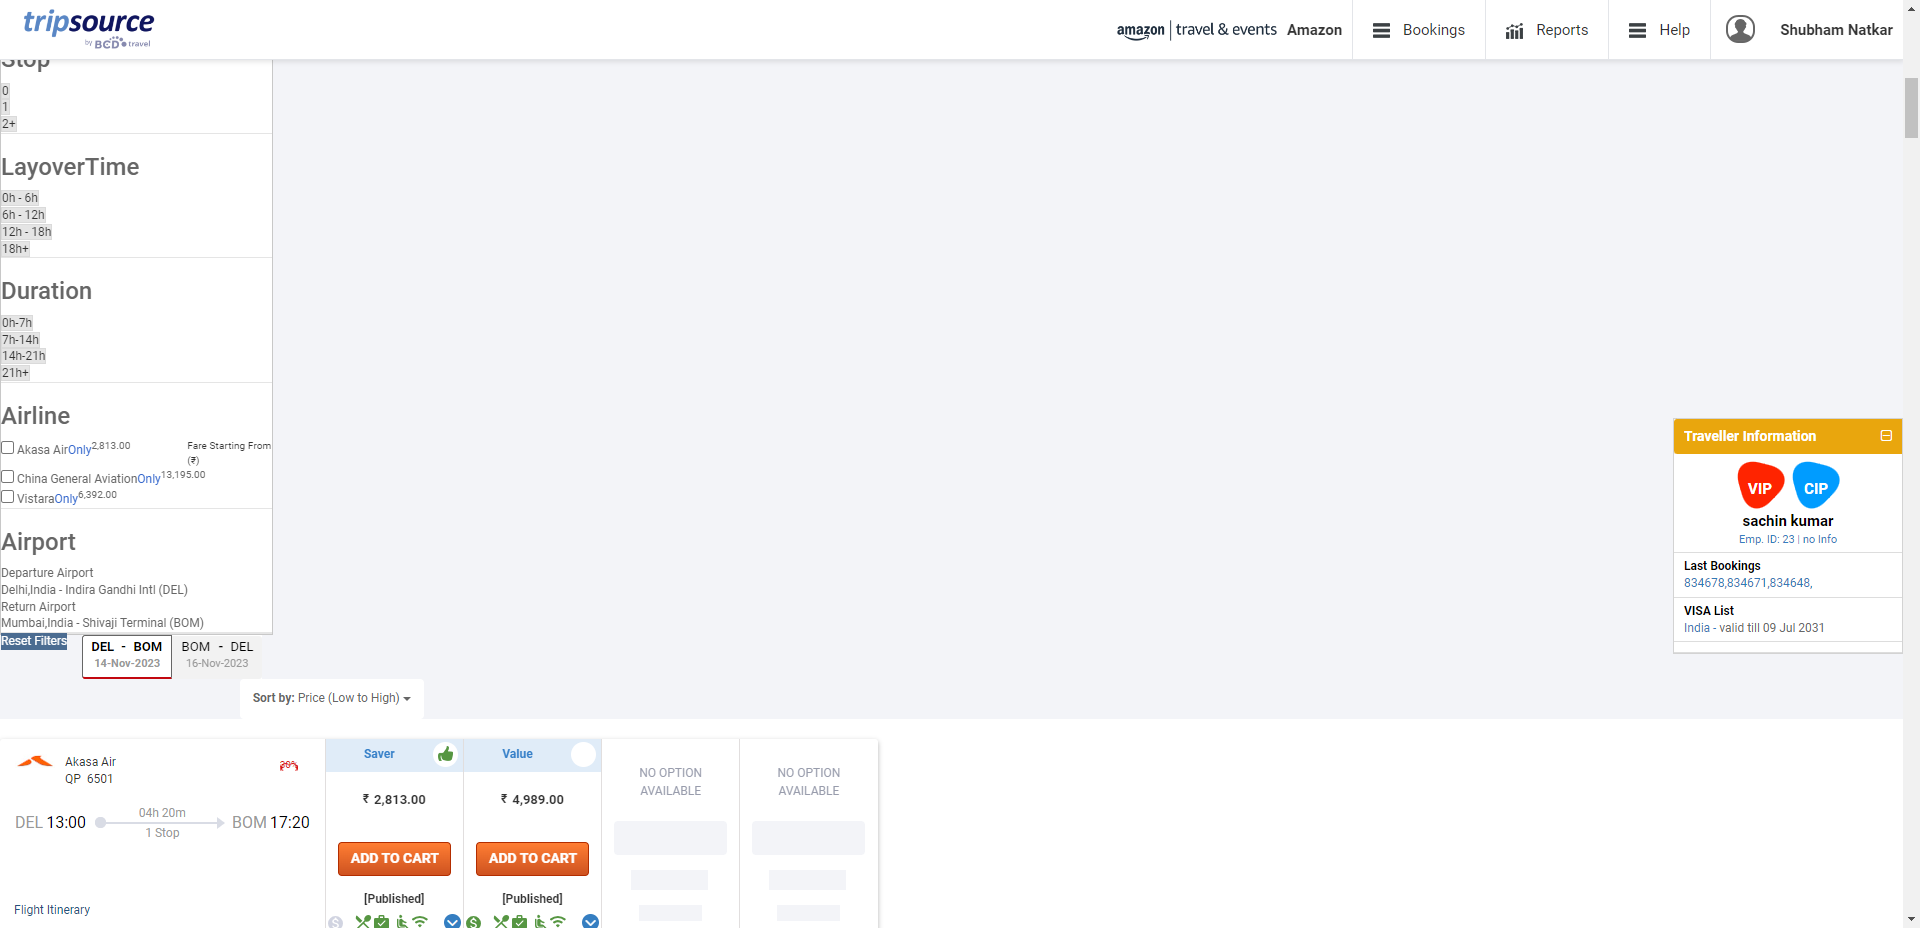 tripsource
by BCD travel
amazon | travel & events Amazon
Bookings
Reports
Help
Shubham Natkar
Stop
0
1
2+
LayoverTime
0h - 6h
6h - 12h
12h - 18h
18h+
Duration
0h-7h
7h-14h
14h-21h
21h+
Airline
Akasa AirOnly2,813.00 Fare Starting From
(₹)
China General AviationOnly13,195.00
VistaraOnly6,392.00
Airport
Departure Airport
Delhi,India - Indira Gandhi Intl (DEL)
Return Airport
Mumbai,India - Shivaji Terminal (BOM)
Reset Filters
DEL - BOM
14-Nov-2023
BOM - DEL
16-Nov-2023
Sort by: Price (Low to High)
Traveller Information
VIP CIP
sachin kumar
Emp. ID: 23 | no Info
Last Bookings
834678,834671,834648,
VISA List
India - valid till 09 Jul 2031
Akasa Air
QP 6501
DEL 13:00
04h 20m
1 Stop
BOM 17:20
Flight Itinerary
Saver
₹ 2,813.00
ADD TO CART
[Published]
Value
₹ 4,989.00
ADD TO CART
[Published]
NO OPTION
AVAILABLE
NO OPTION
AVAILABLE